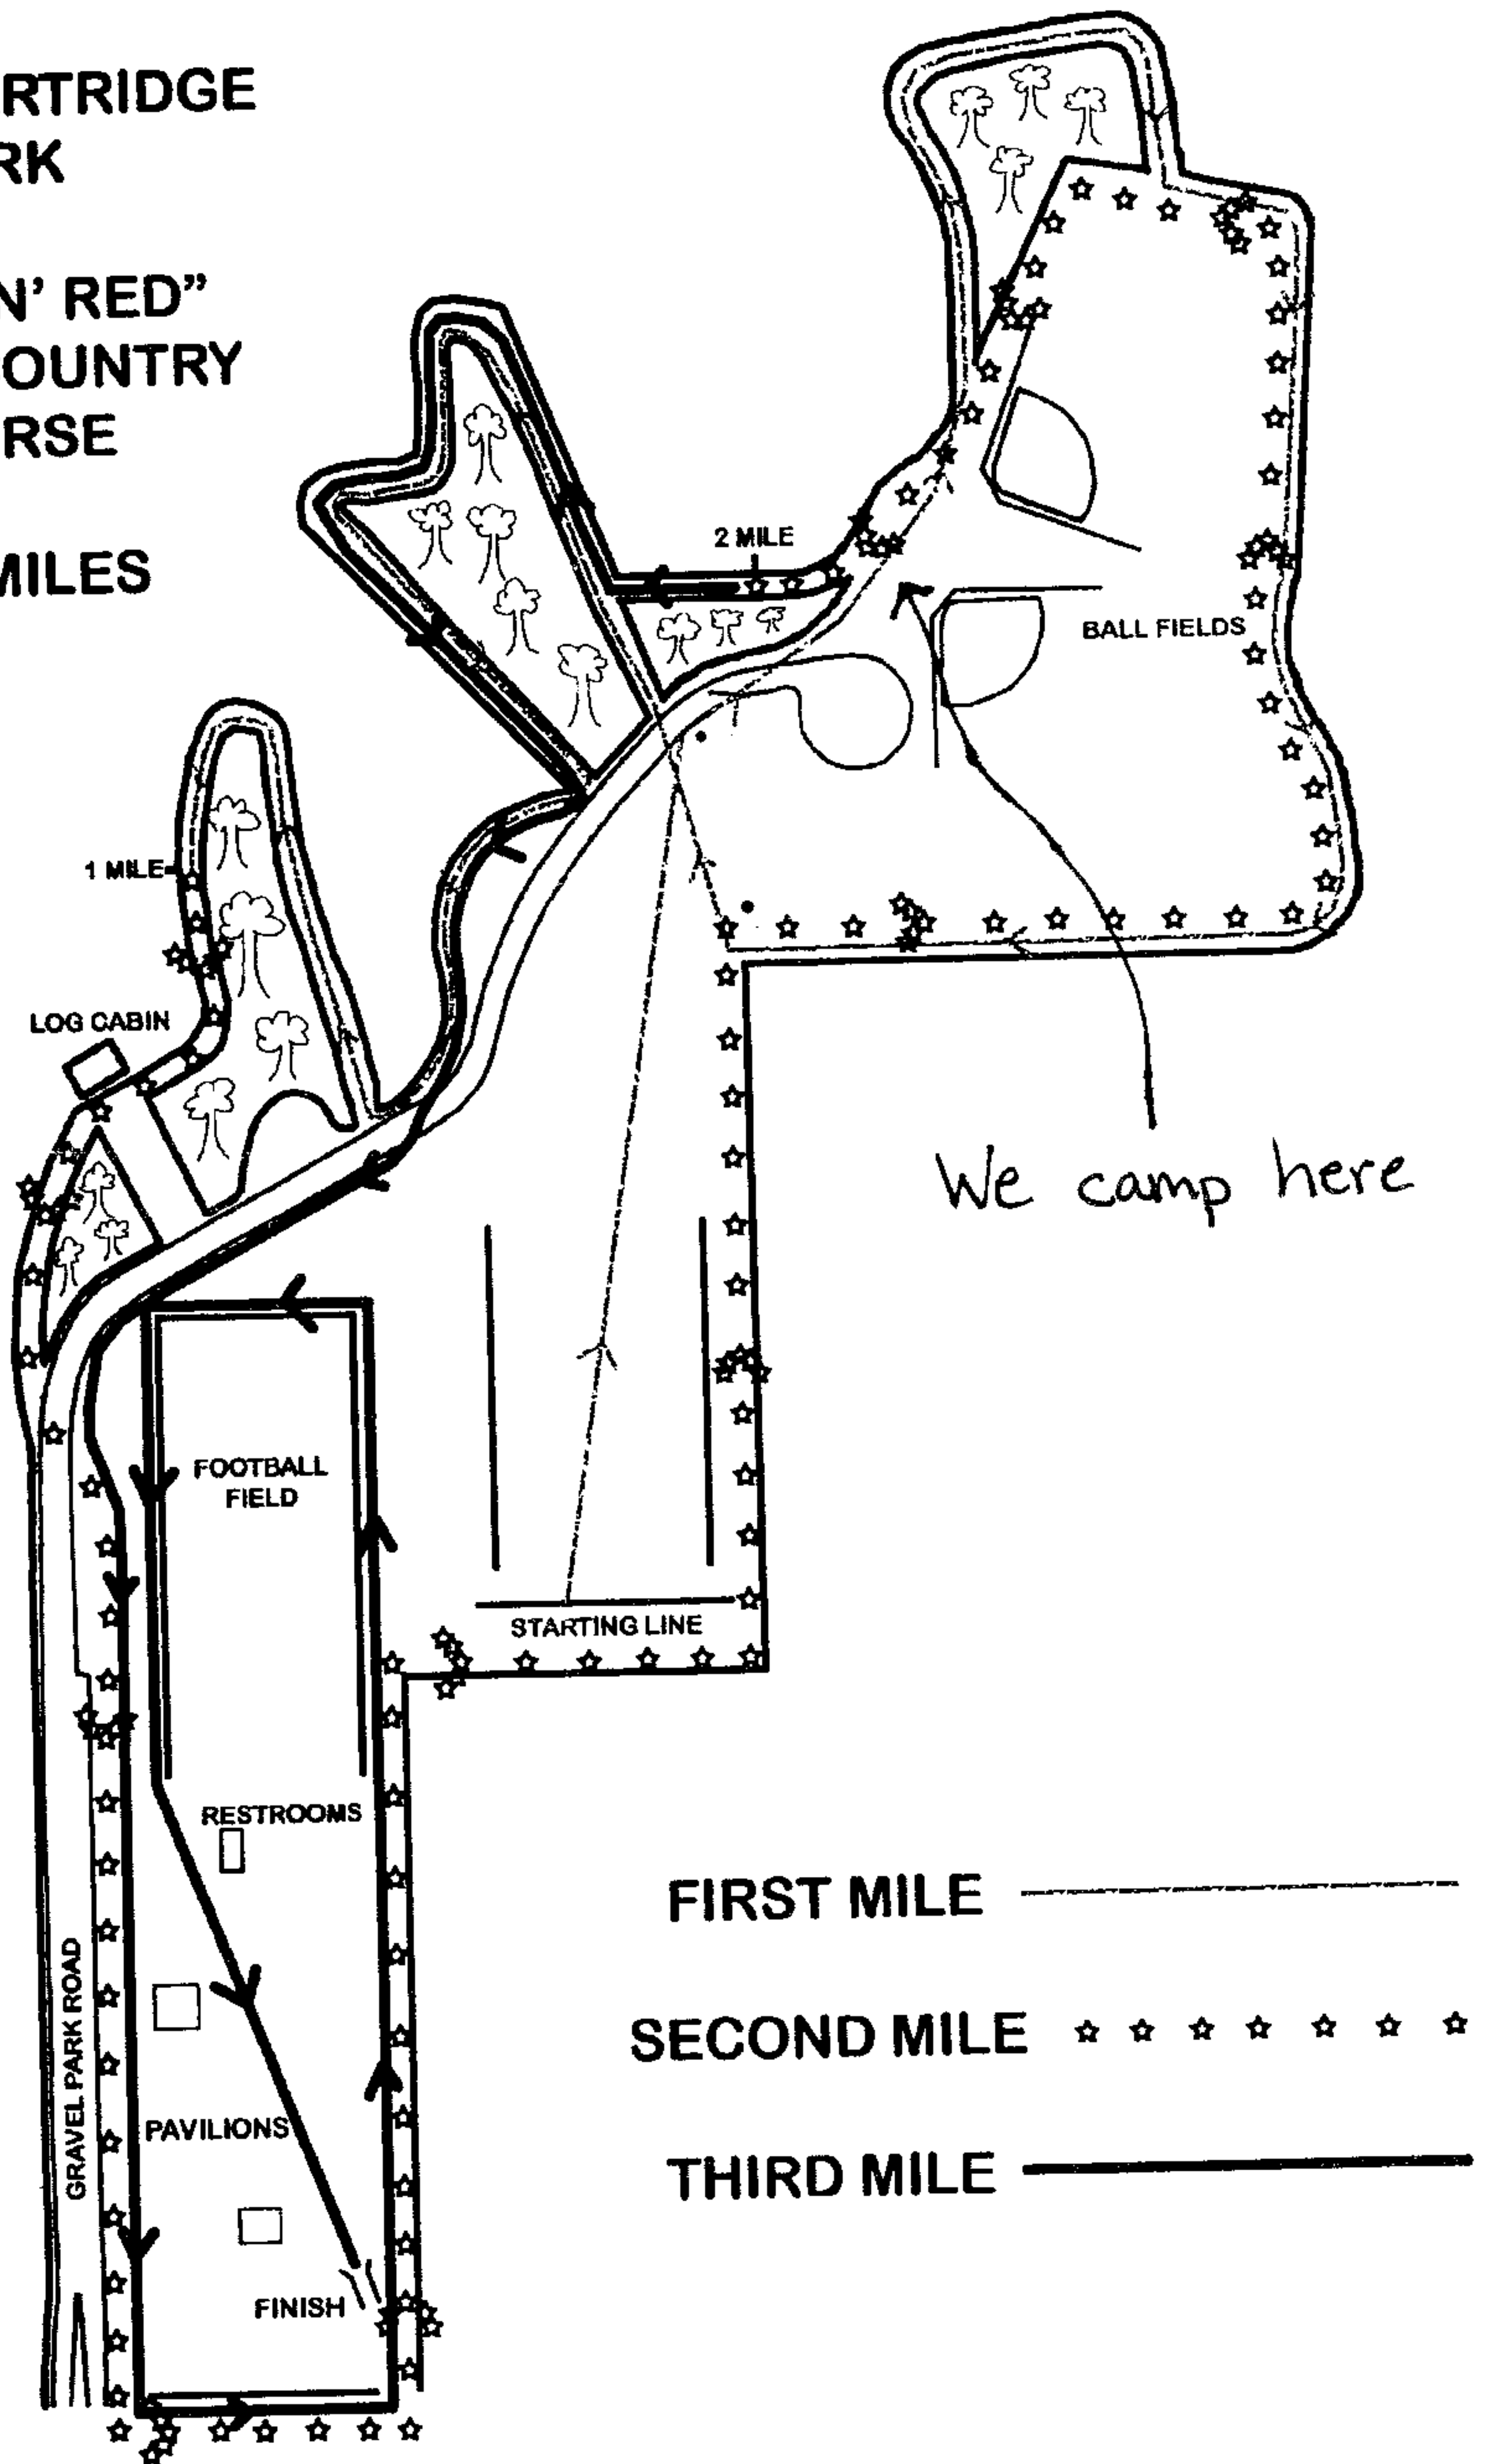 RTRIDGE
RK
N' RED”
OUNTRY
RSE
MILES
2 MILE
BALL FIELDS
1 MILE
LOG CABIN
We camp here
FOOTBALL
FIELD
STARTING LINE
RESTROOMS
GRAVEL PARK ROAD
PAVILIONS
FINISH
FIRST MILE
SECOND MILE
THIRD MILE